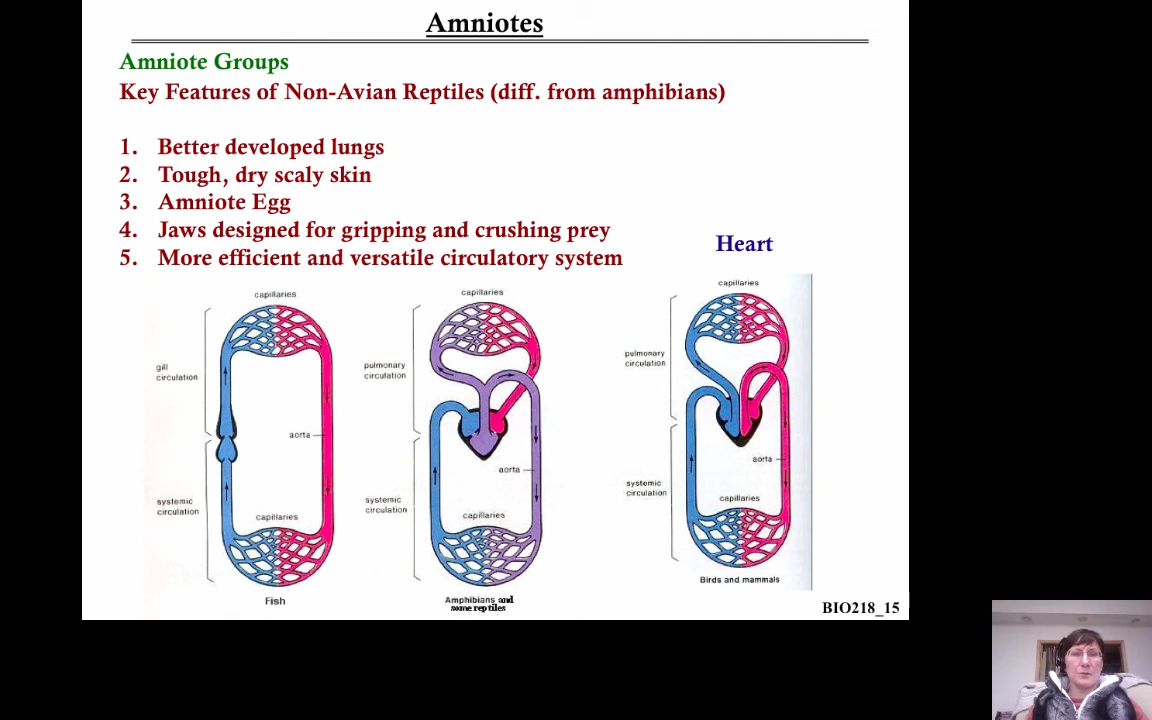 Amniotes
Amniote Groups
Key Features of Non-Avian Reptiles (diff. from amphibians)
1. Better developed lungs
2. Tough, dry scaly skin
3. Amniote Egg
4. Jaws designed for gripping and crushing prey
5. More efficient and versatile circulatory system
Heart
capillaries
gill
circulation
aorta
systemic
circulation
capillaries
Fish
capillaries
pulmonary
circulation
aorta
systemic
circulation
capillaries
Amphibians and
some reptiles
capillaries
pulmonary
circulation
aorta
systemic
circulation
capillaries
Birds and mammals
BIO218_15